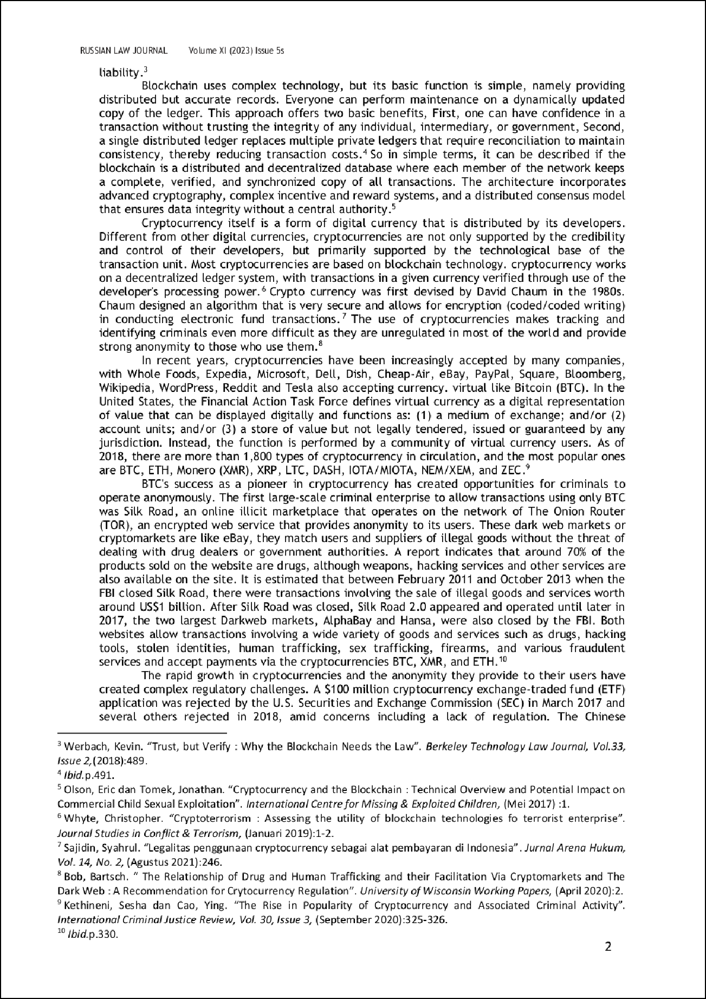 RUSSIAN LAW JOURNAL Volume XI (2023) Issue 5s
liability.3
Blockchain uses complex technology, but its basic function is simple, namely providing
distributed but accurate records. Everyone can perform maintenance on a dynamically updated
copy of the ledger. This approach offers two basic benefits, First, one can have confidence in a
transaction without trusting the integrity of any individual, intermediary, or government, Second,
a single distributed ledger replaces multiple private ledgers that require reconciliation to maintain
consistency, thereby reducing transaction costs.4 So in simple terms, it can be described if the
blockchain is a distributed and decentralized database where each member of the network keeps
a complete, verified, and synchronized copy of all transactions. The architecture incorporates
advanced cryptography, complex incentive and reward systems, and a distributed consensus model
that ensures data integrity without a central authority.5
Cryptocurrency itself is a form of digital currency that is distributed by its developers.
Different from other digital currencies, cryptocurrencies are not only supported by the credibility
and control of their developers, but primarily supported by the technological base of the
transaction unit. Most cryptocurrencies are based on blockchain technology. cryptocurrency works
on a decentralized ledger system, with transactions in a given currency verified through use of the
developer's processing power.6 Crypto currency was first devised by David Chaum in the 1980s.
Chaum designed an algorithm that is very secure and allows for encryption (coded/coded writing)
in conducting electronic fund transactions.7 The use of cryptocurrencies makes tracking and
identifying criminals even more difficult as they are unregulated in most of the world and provide
strong anonymity to those who use them.8
In recent years, cryptocurrencies have been increasingly accepted by many companies,
with Whole Foods, Expedia, Microsoft, Dell, Dish, Cheap-Air, eBay, PayPal, Square, Bloomberg,
Wikipedia, WordPress, Reddit and Tesla also accepting currency. virtual like Bitcoin (BTC). In the
United States, the Financial Action Task Force defines virtual currency as a digital representation
of value that can be displayed digitally and functions as: (1) a medium of exchange; and/or (2)
account units; and/or (3) a store of value but not legally tendered, issued or guaranteed by any
jurisdiction. Instead, the function is performed by a community of virtual currency users. As of
2018, there are more than 1,800 types of cryptocurrency in circulation, and the most popular ones
are BTC, ETH, Monero (XMR), XRP, LTC, DASH, IOTA/MIOTA, NEM/XEM, and ZEC.9
BTC's success as a pioneer in cryptocurrency has created opportunities for criminals to
operate anonymously. The first large-scale criminal enterprise to allow transactions using only BTC
was Silk Road, an online illicit marketplace that operates on the network of The Onion Router
(TOR), an encrypted web service that provides anonymity to its users. These dark web markets or
cryptomarkets are like eBay, they match users and suppliers of illegal goods without the threat of
dealing with drug dealers or government authorities. A report indicates that around 70% of the
products sold on the website are drugs, although weapons, hacking services and other services are
also available on the site. It is estimated that between February 2011 and October 2013 when the
FBI closed Silk Road, there were transactions involving the sale of illegal goods and services worth
around US$1 billion. After Silk Road was closed, Silk Road 2.0 appeared and operated until later in
2017, the two largest Darkweb markets, AlphaBay and Hansa, were also closed by the FBI. Both
websites allow transactions involving a wide variety of goods and services such as drugs, hacking
tools, stolen identities, human trafficking, sex trafficking, firearms, and various fraudulent
services and accept payments via the cryptocurrencies BTC, XMR, and ETH.10
The rapid growth in cryptocurrencies and the anonymity they provide to their users have
created complex regulatory challenges. A $100 million cryptocurrency exchange-traded fund (ETF)
application was rejected by the U.S. Securities and Exchange Commission (SEC) in March 2017 and
several others rejected in 2018, amid concerns including a lack of regulation. The Chinese
3 Werbach, Kevin. “Trust, but Verify : Why the Blockchain Needs the Law”. Berkeley Technology Law Journal, Vol.33,
Issue 2,(2018):489.
4 Ibid.p.491.
5 Olson, Eric dan Tomek, Jonathan. “Cryptocurrency and the Blockchain : Technical Overview and Potential Impact on
Commercial Child Sexual Exploitation”. International Centre for Missing & Exploited Children, (Mei 2017) :1.
6 Whyte, Christopher. “Cryptoterrorism : Assessing the utility of blockchain technologies fo terrorist enterprise”.
Journal Studies in Conflict & Terrorism, (Januari 2019):1-2.
7 Sajidin, Syahrul. “Legalitas penggunaan cryptocurrency sebagai alat pembayaran di Indonesia”. Jurnal Arena Hukum,
Vol. 14, No. 2, (Agustus 2021):246.
8 Bob, Bartsch. “ The Relationship of Drug and Human Trafficking and their Facilitation Via Cryptomarkets and The
Dark Web : A Recommendation for Crytocurrency Regulation”. University of Wisconsin Working Papers, (April 2020):2.
9 Kethineni, Sesha dan Cao, Ying. “The Rise in Popularity of Cryptocurrency and Associated Criminal Activity”.
International Criminal Justice Review, Vol. 30, Issue 3, (September 2020):325-326.
10 Ibid.p.330.
2